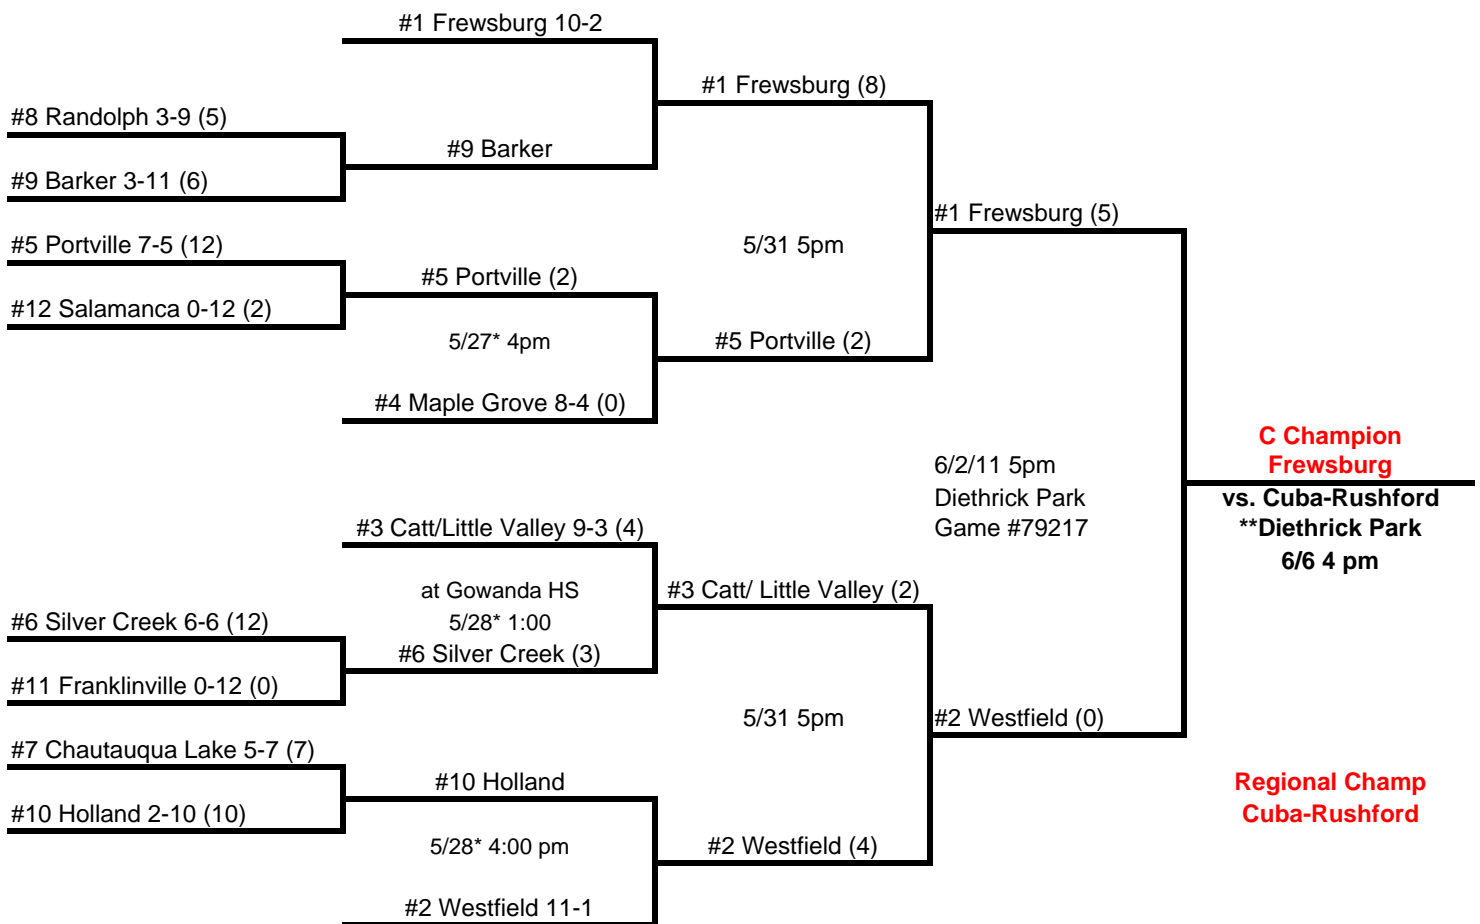 #1 Frewsburg 10-2
#1 Frewsburg (8)
#8 Randolph 3-9 (5)
#9 Barker
#9 Barker 3-11 (6)
#1 Frewsburg (5)
#5 Portville 7-5 (12)
5/31 5pm
#5 Portville (2)
#12 Salamanca 0-12 (2)
5/27* 4pm
#5 Portville (2)
#4 Maple Grove 8-4 (0)
C Champion
Frewsburg
6/2/11 5pm
Diethrick Park
Game #79217
vs. Cuba-Rushford
**Diethrick Park
6/6 4 pm
#3 Catt/Little Valley 9-3 (4)
at Gowanda HS
5/28* 1:00
#3 Catt/ Little Valley (2)
#6 Silver Creek 6-6 (12)
#6 Silver Creek (3)
#11 Franklinville 0-12 (0)
5/31 5pm
#2 Westfield (0)
#7 Chautauqua Lake 5-7 (7)
#10 Holland
Regional Champ
Cuba-Rushford
#10 Holland 2-10 (10)
5/28* 4:00 pm
#2 Westfield (4)
#2 Westfield 11-1